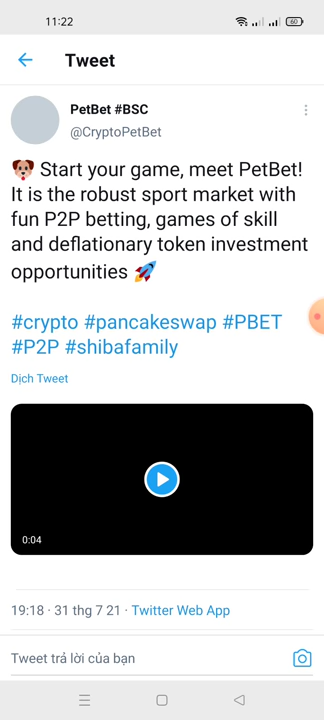 11:22
60
Tweet
PetBet #BSC
@CryptoPetBet
🐶 Start your game, meet PetBet!
It is the robust sport market with
fun P2P betting, games of skill
and deflationary token investment
opportunities 🚀
#crypto #pancakeswap #PBET
#P2P #shibafamily
Dịch Tweet
0:04
19:18 · 31 thg 7 21 · Twitter Web App
Tweet trả lời của bạn